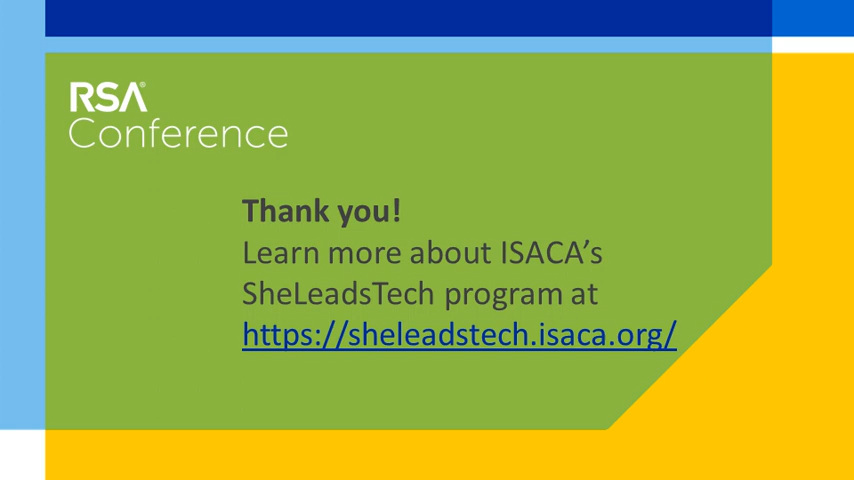 RSA®
Conference
Thank you!
Learn more about ISACA’s
SheLeadsTech program at
https://sheleadstech.isaca.org/